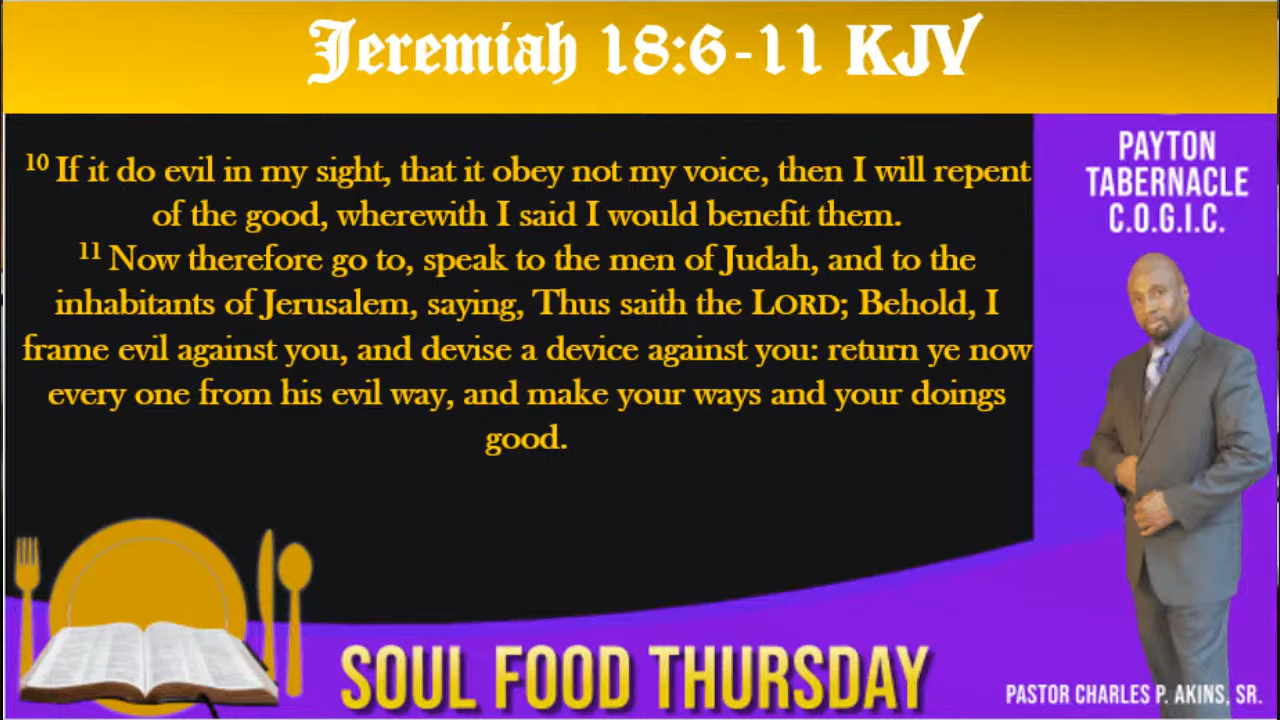 Jeremiah 18:6-11 KJV
10 If it do evil in my sight, that it obey not my voice, then I will repent
of the good, wherewith I said I would benefit them.
11 Now therefore go to, speak to the men of Judah, and to the
inhabitants of Jerusalem, saying, Thus saith the LORD; Behold, I
frame evil against you, and devise a device against you: return ye now
every one from his evil way, and make your ways and your doings
good.
PAYTON
TABERNACLE
C.O.G.I.C.
SOUL FOOD THURSDAY
PASTOR CHARLES P. AKINS, SR.